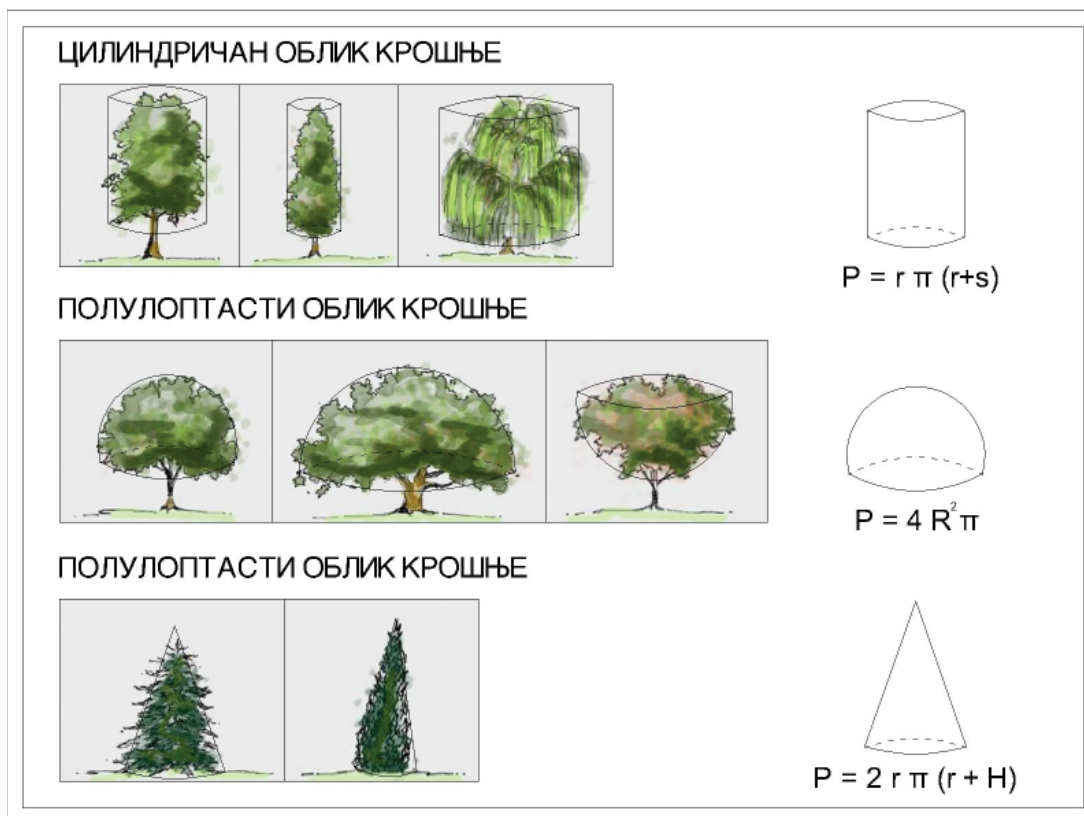 ЦИЛИНДРИЧАН ОБЛИК КРОШЊЕ
P = r π (r+s)
ПОЛУЛОПТАСТИ ОБЛИК КРОШЊЕ
P = 4 R² π
ПОЛУЛОПТАСТИ ОБЛИК КРОШЊЕ
P = 2 r π (r + H)